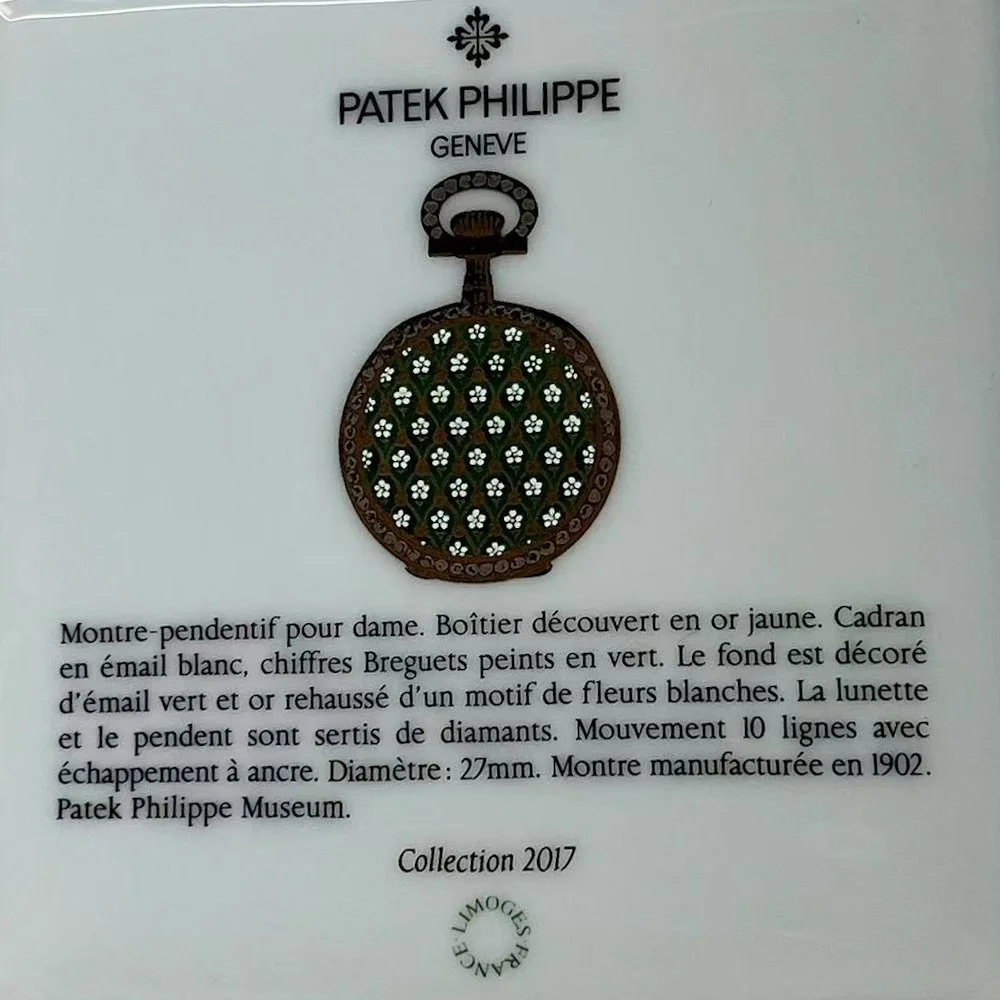 PATEK PHILIPPE
GENEVE
Montre-pendentif pour dame. Boîtier découvert en or jaune. Cadran
en émail blanc, chiffres Breguets peints en vert. Le fond est décoré
d'émail vert et or rehaussé d'un motif de fleurs blanches. La lunette
et le pendent sont sertis de diamants. Mouvement 10 lignes avec
échappement à ancre. Diamètre : 27mm. Montre manufacturée en 1902.
Patek Philippe Museum.
Collection 2017
LIMOGES · FRANCE